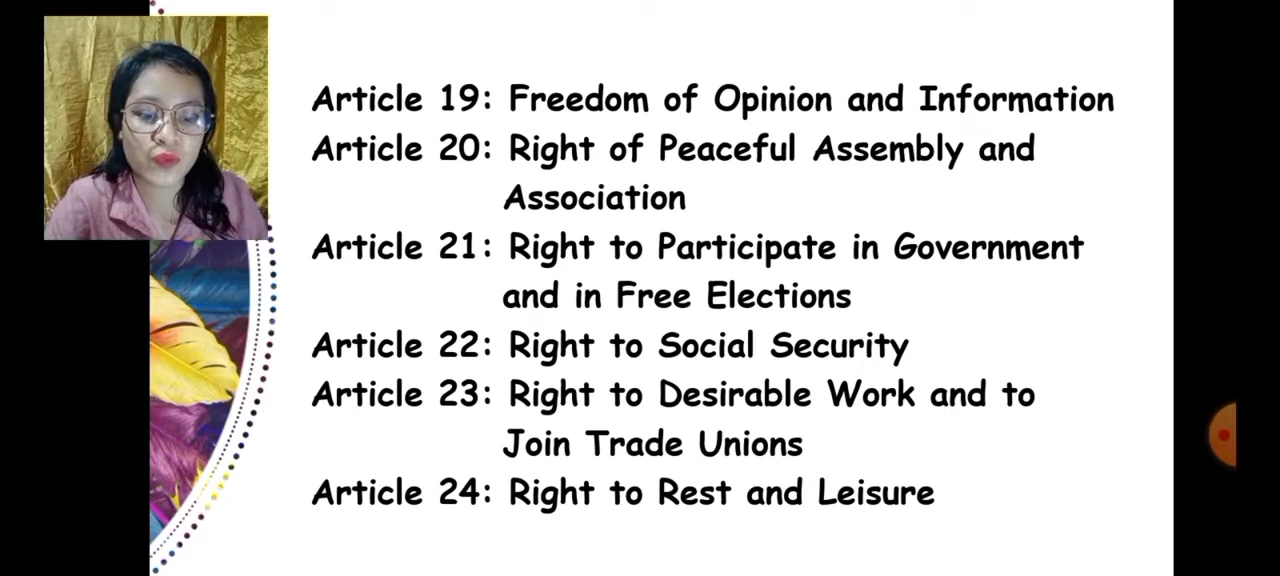 Article 19: Freedom of Opinion and Information
Article 20: Right of Peaceful Assembly and
Association
Article 21: Right to Participate in Government
and in Free Elections
Article 22: Right to Social Security
Article 23: Right to Desirable Work and to
Join Trade Unions
Article 24: Right to Rest and Leisure